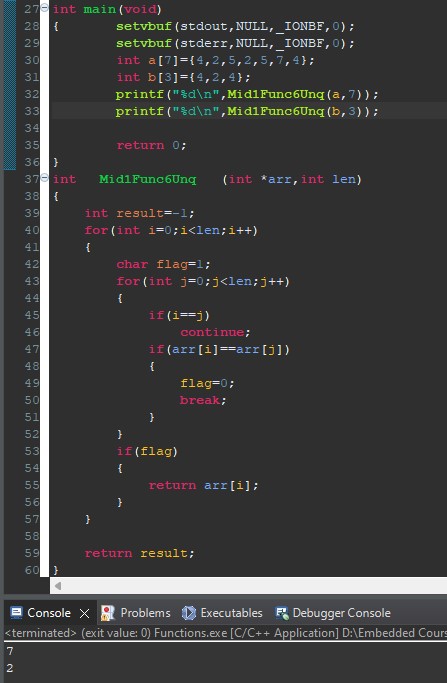 27 int main(void)
28 {       setvbuf(stdout,NULL,_IONBF,0);
29         setvbuf(stderr,NULL,_IONBF,0);
30         int a[7]={4,2,5,2,5,7,4};
31         int b[3]={4,2,4};
32         printf("%d\n",Mid1Func6Unq(a,7));
33         printf("%d\n",Mid1Func6Unq(b,3));
34
35         return 0;
36 }
37 int   Mid1Func6Unq   (int *arr,int len)
38 {
39     int result=-1;
40     for(int i=0;i<len;i++)
41     {
42         char flag=1;
43         for(int j=0;j<len;j++)
44         {
45             if(i==j)
46                 continue;
47             if(arr[i]==arr[j])
48             {
49                 flag=0;
50                 break;
51             }
52         }
53         if(flag)
54         {
55             return arr[i];
56         }
57     }
58
59     return result;
60 }
Console Problems Executables Debugger Console
<terminated> (exit value: 0) Functions.exe [C/C++ Application] D:\Embedded Cours
7
2